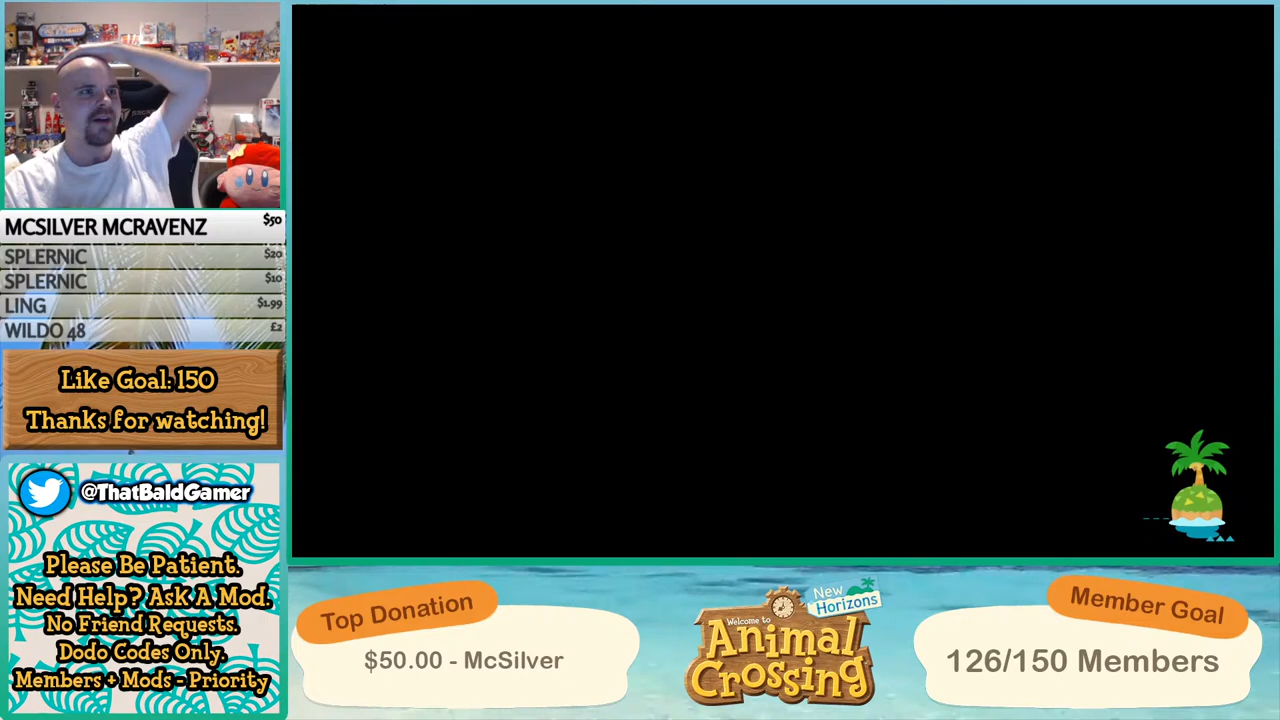 MCSILVER MCRAVENZ $50
SPLERNIC $20
SPLERNIC $10
LING $1.99
WILDO 48 £2
Like Goal: 150
Thanks for watching!
@ThatBaldGamer
Please Be Patient.
Need Help? Ask A Mod.
No Friend Requests.
Dodo Codes Only.
Members + Mods - Priority
Top Donation
$50.00 - McSilver
Welcome to
Animal
Crossing
New
Horizons
Member Goal
126/150 Members